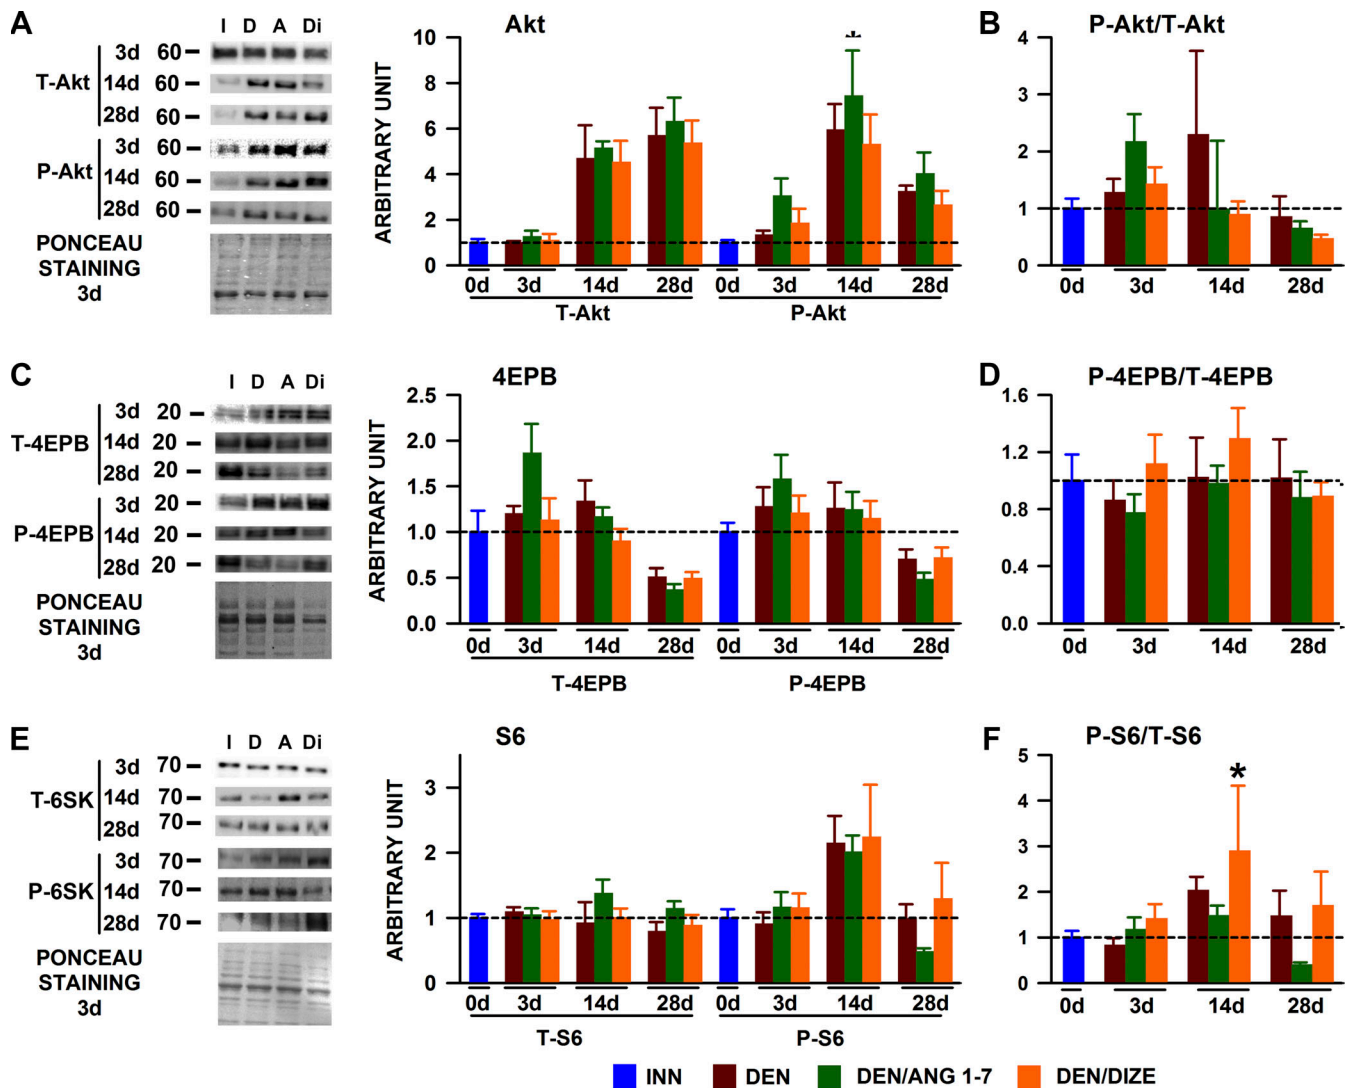 A
I D A Di
3d 60
T-Akt 14d 60
28d 60
3d 60
P-Akt 14d 60
28d 60
PONCEAU
STAINING
3d
Akt
ARBITRARY UNIT
10
8
6
4
2
0
*
0d 3d 14d 28d 0d 3d 14d 28d
T-Akt P-Akt
B
P-Akt/T-Akt
4
3
2
1
0
0d 3d 14d 28d
C
I D A Di
3d 20
T-4EPB 14d 20
28d 20
3d 20
P-4EPB 14d 20
28d 20
PONCEAU
STAINING
3d
4EPB
ARBITRARY UNIT
2.5
2.0
1.5
1.0
0.5
0.0
0d 3d 14d 28d 0d 3d 14d 28d
T-4EPB P-4EPB
D
P-4EPB/T-4EPB
1.6
1.2
0.8
0.4
0.0
0d 3d 14d 28d
E
I D A Di
3d 70
T-6SK 14d 70
28d 70
3d 70
P-6SK 14d 70
28d 70
PONCEAU
STAINING
3d
S6
ARBITRARY UNIT
3
2
1
0
0d 3d 14d 28d 0d 3d 14d 28d
T-S6 P-S6
F
P-S6/T-S6
5
4
3
2
1
0
*
0d 3d 14d 28d
INN DEN DEN/ANG 1-7 DEN/DIZE